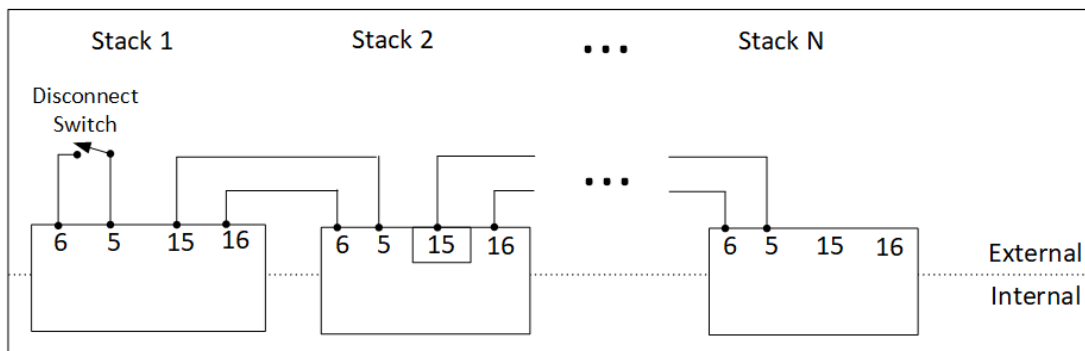 Stack 1
Stack 2
...
Stack N
Disconnect
Switch
...
6 5 15 16
6 5 15 16
6 5 15 16
External
Internal